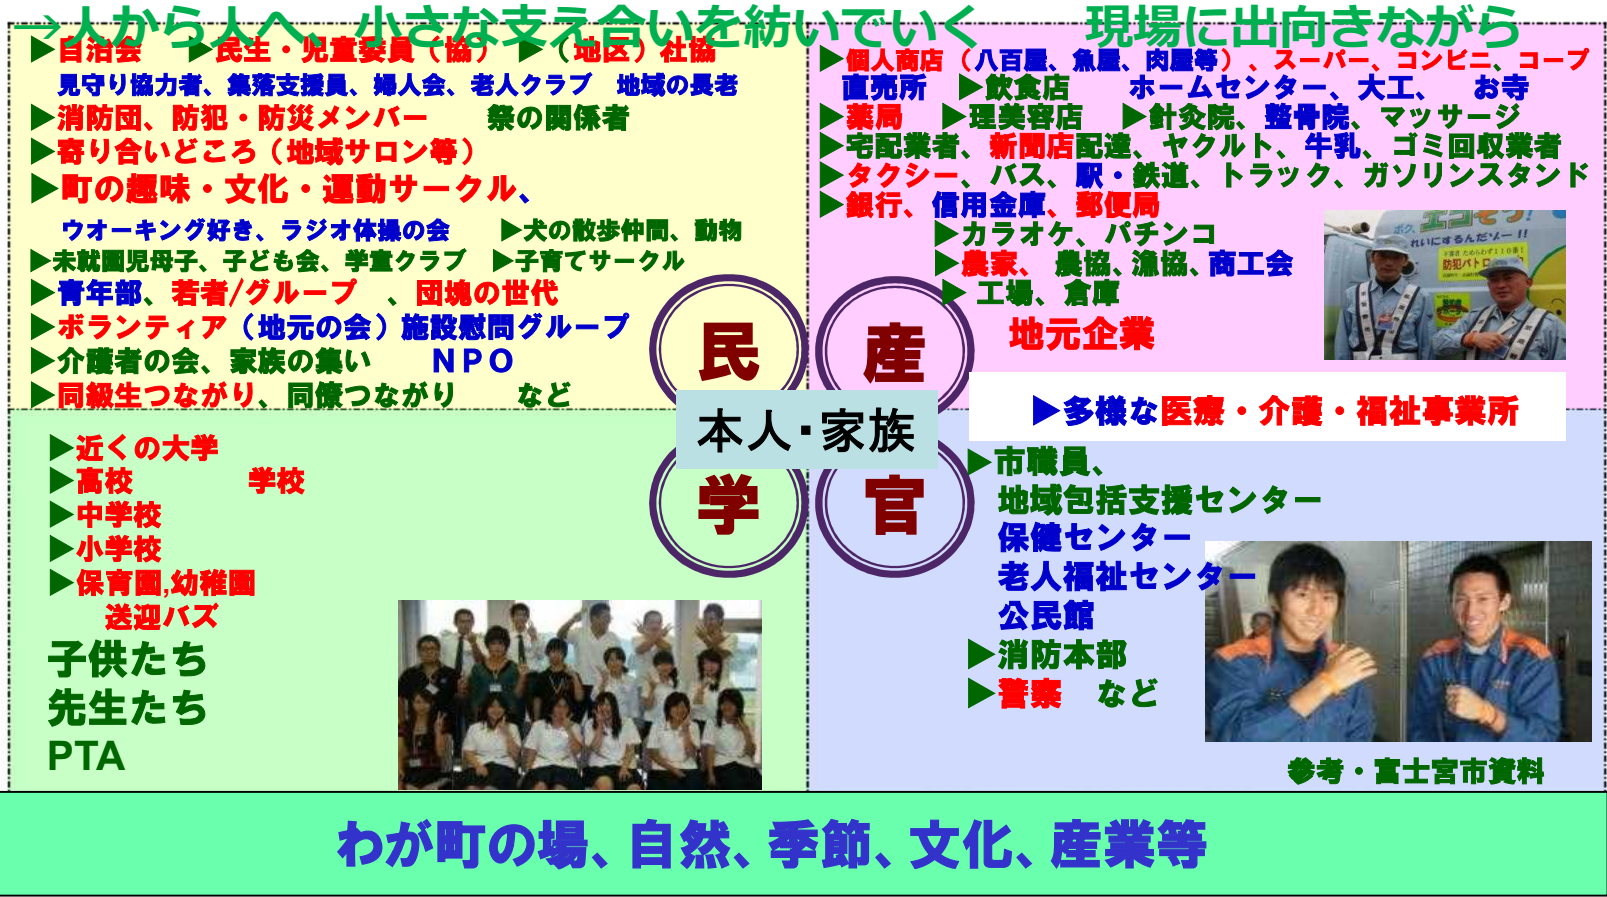 →人から人へ、小さな支え合いを紡いでいく　　現場に出向きながら
▶自治会　▶民生・児童委員（協）　▶（地区）社協
見守り協力者、集落支援員、婦人会、老人クラブ　地域の長老
▶消防団、防犯・防災メンバー　　祭の関係者
▶寄り合いどころ（地域サロン等）
▶町の趣味・文化・運動サークル、
ウオーキング好き、ラジオ体操の会　　▶犬の散歩仲間、動物
▶未就園児母子、子ども会、学童クラブ　▶子育てサークル
▶青年部、若者/グループ　、団塊の世代
▶ボランティア（地元の会）施設慰問グループ
▶介護者の会、家族の集い　　NPO
▶同級生つながり、同僚つながり　　など
▶個人商店（八百屋、魚屋、肉屋等）、スーパー、コンビニ、コープ
直売所　▶飲食店　　ホームセンター、大工、　お寺
▶薬局　▶理美容店　▶針灸院、整骨院、マッサージ
▶宅配業者、新聞店配達、ヤクルト、牛乳、ゴミ回収業者
▶タクシー、バス、駅・鉄道、トラック、ガソリンスタンド
▶銀行、信用金庫、郵便局
▶カラオケ、パチンコ
▶農家、　農協、漁協、商工会
▶ 工場、倉庫
地元企業
エコもっ!
ボク、
れいにするんだゾー!!
防犯パトロ
民
産
本人・家族
学
官
▶多様な医療・介護・福祉事業所
▶近くの大学
▶高校　　　　学校
▶中学校
▶小学校
▶保育園,幼稚園
送迎バズ
子供たち
先生たち
PTA
▶市職員、
地域包括支援センター
保健センター
老人福祉センター
公民館
▶消防本部
▶警察　など
参考・富士宮市資料
わが町の場、自然、季節、文化、産業等